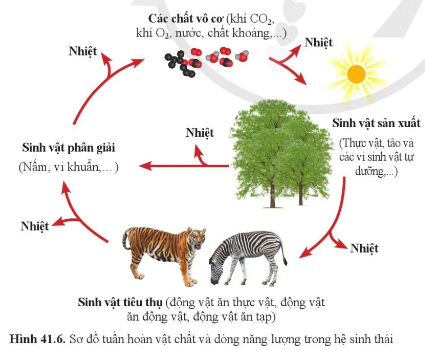 Các chất vô cơ (khí CO₂,
khí O₂, nước, chất khoáng,...)
Nhiệt
Nhiệt
Sinh vật sản xuất
(Thực vật, tảo và
các vi sinh vật tự
dưỡng,...)
Nhiệt
Sinh vật phân giải
(Nấm, vi khuẩn,...)
Nhiệt
Nhiệt
Sinh vật tiêu thụ (động vật ăn thực vật, động vật
ăn động vật, động vật ăn tạp)
Hình 41.6. Sơ đồ tuần hoàn vật chất và dòng năng lượng trong hệ sinh thái